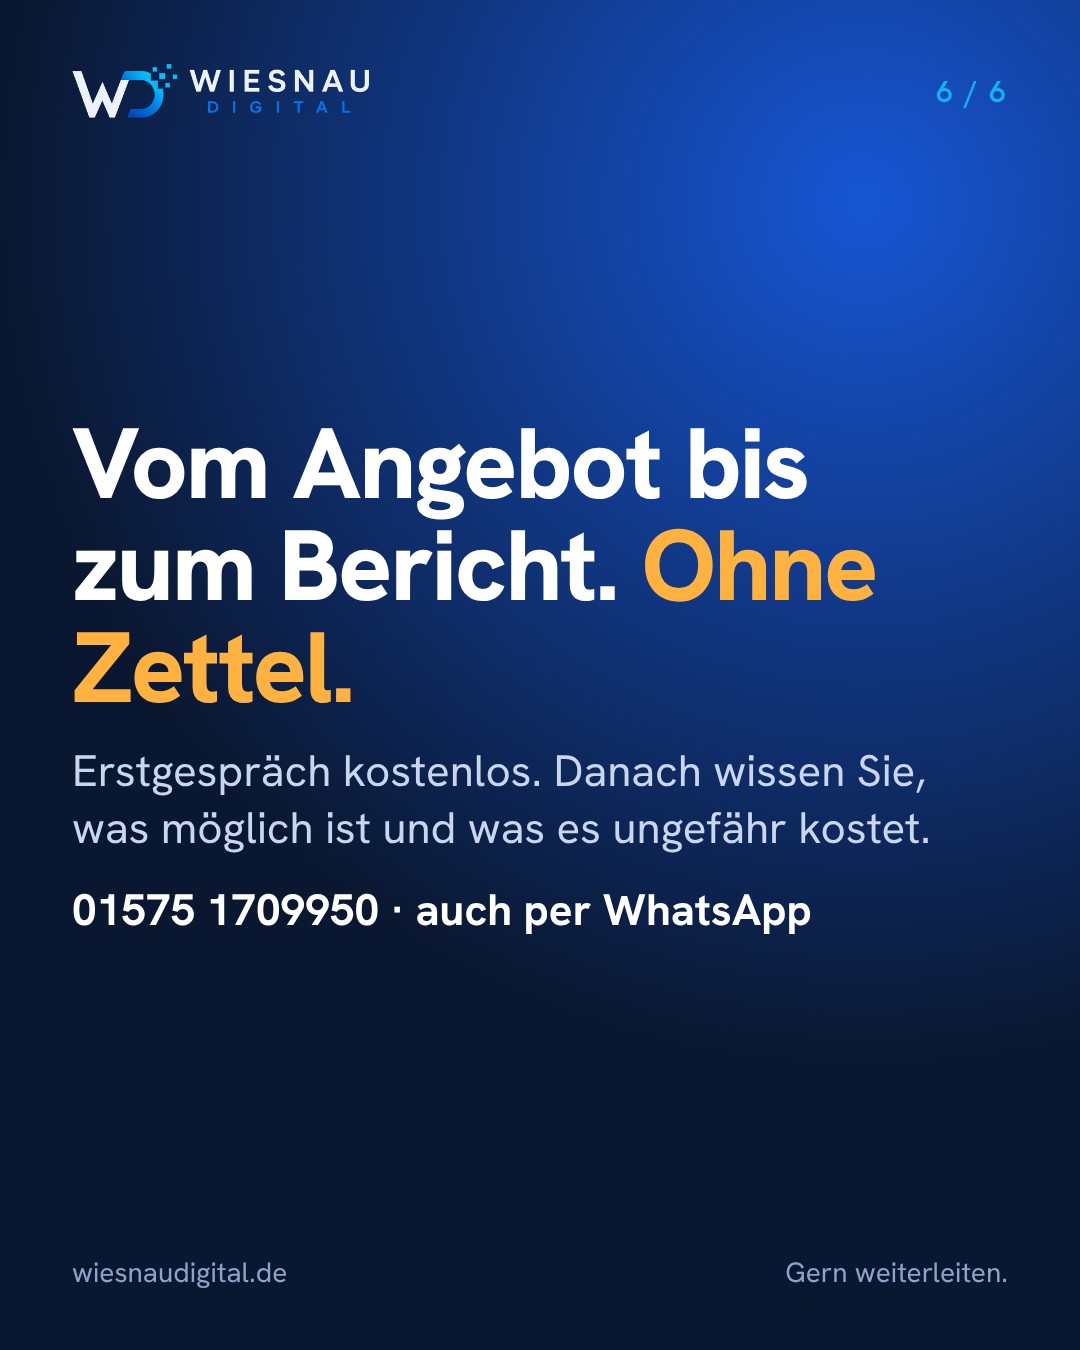 WD WIESNAU
DIGITAL
6 / 6
Vom Angebot bis
zum Bericht. Ohne
Zettel.
Erstgespräch kostenlos. Danach wissen Sie,
was möglich ist und was es ungefähr kostet.
01575 1709950 · auch per WhatsApp
wiesnaudigital.de
Gern weiterleiten.